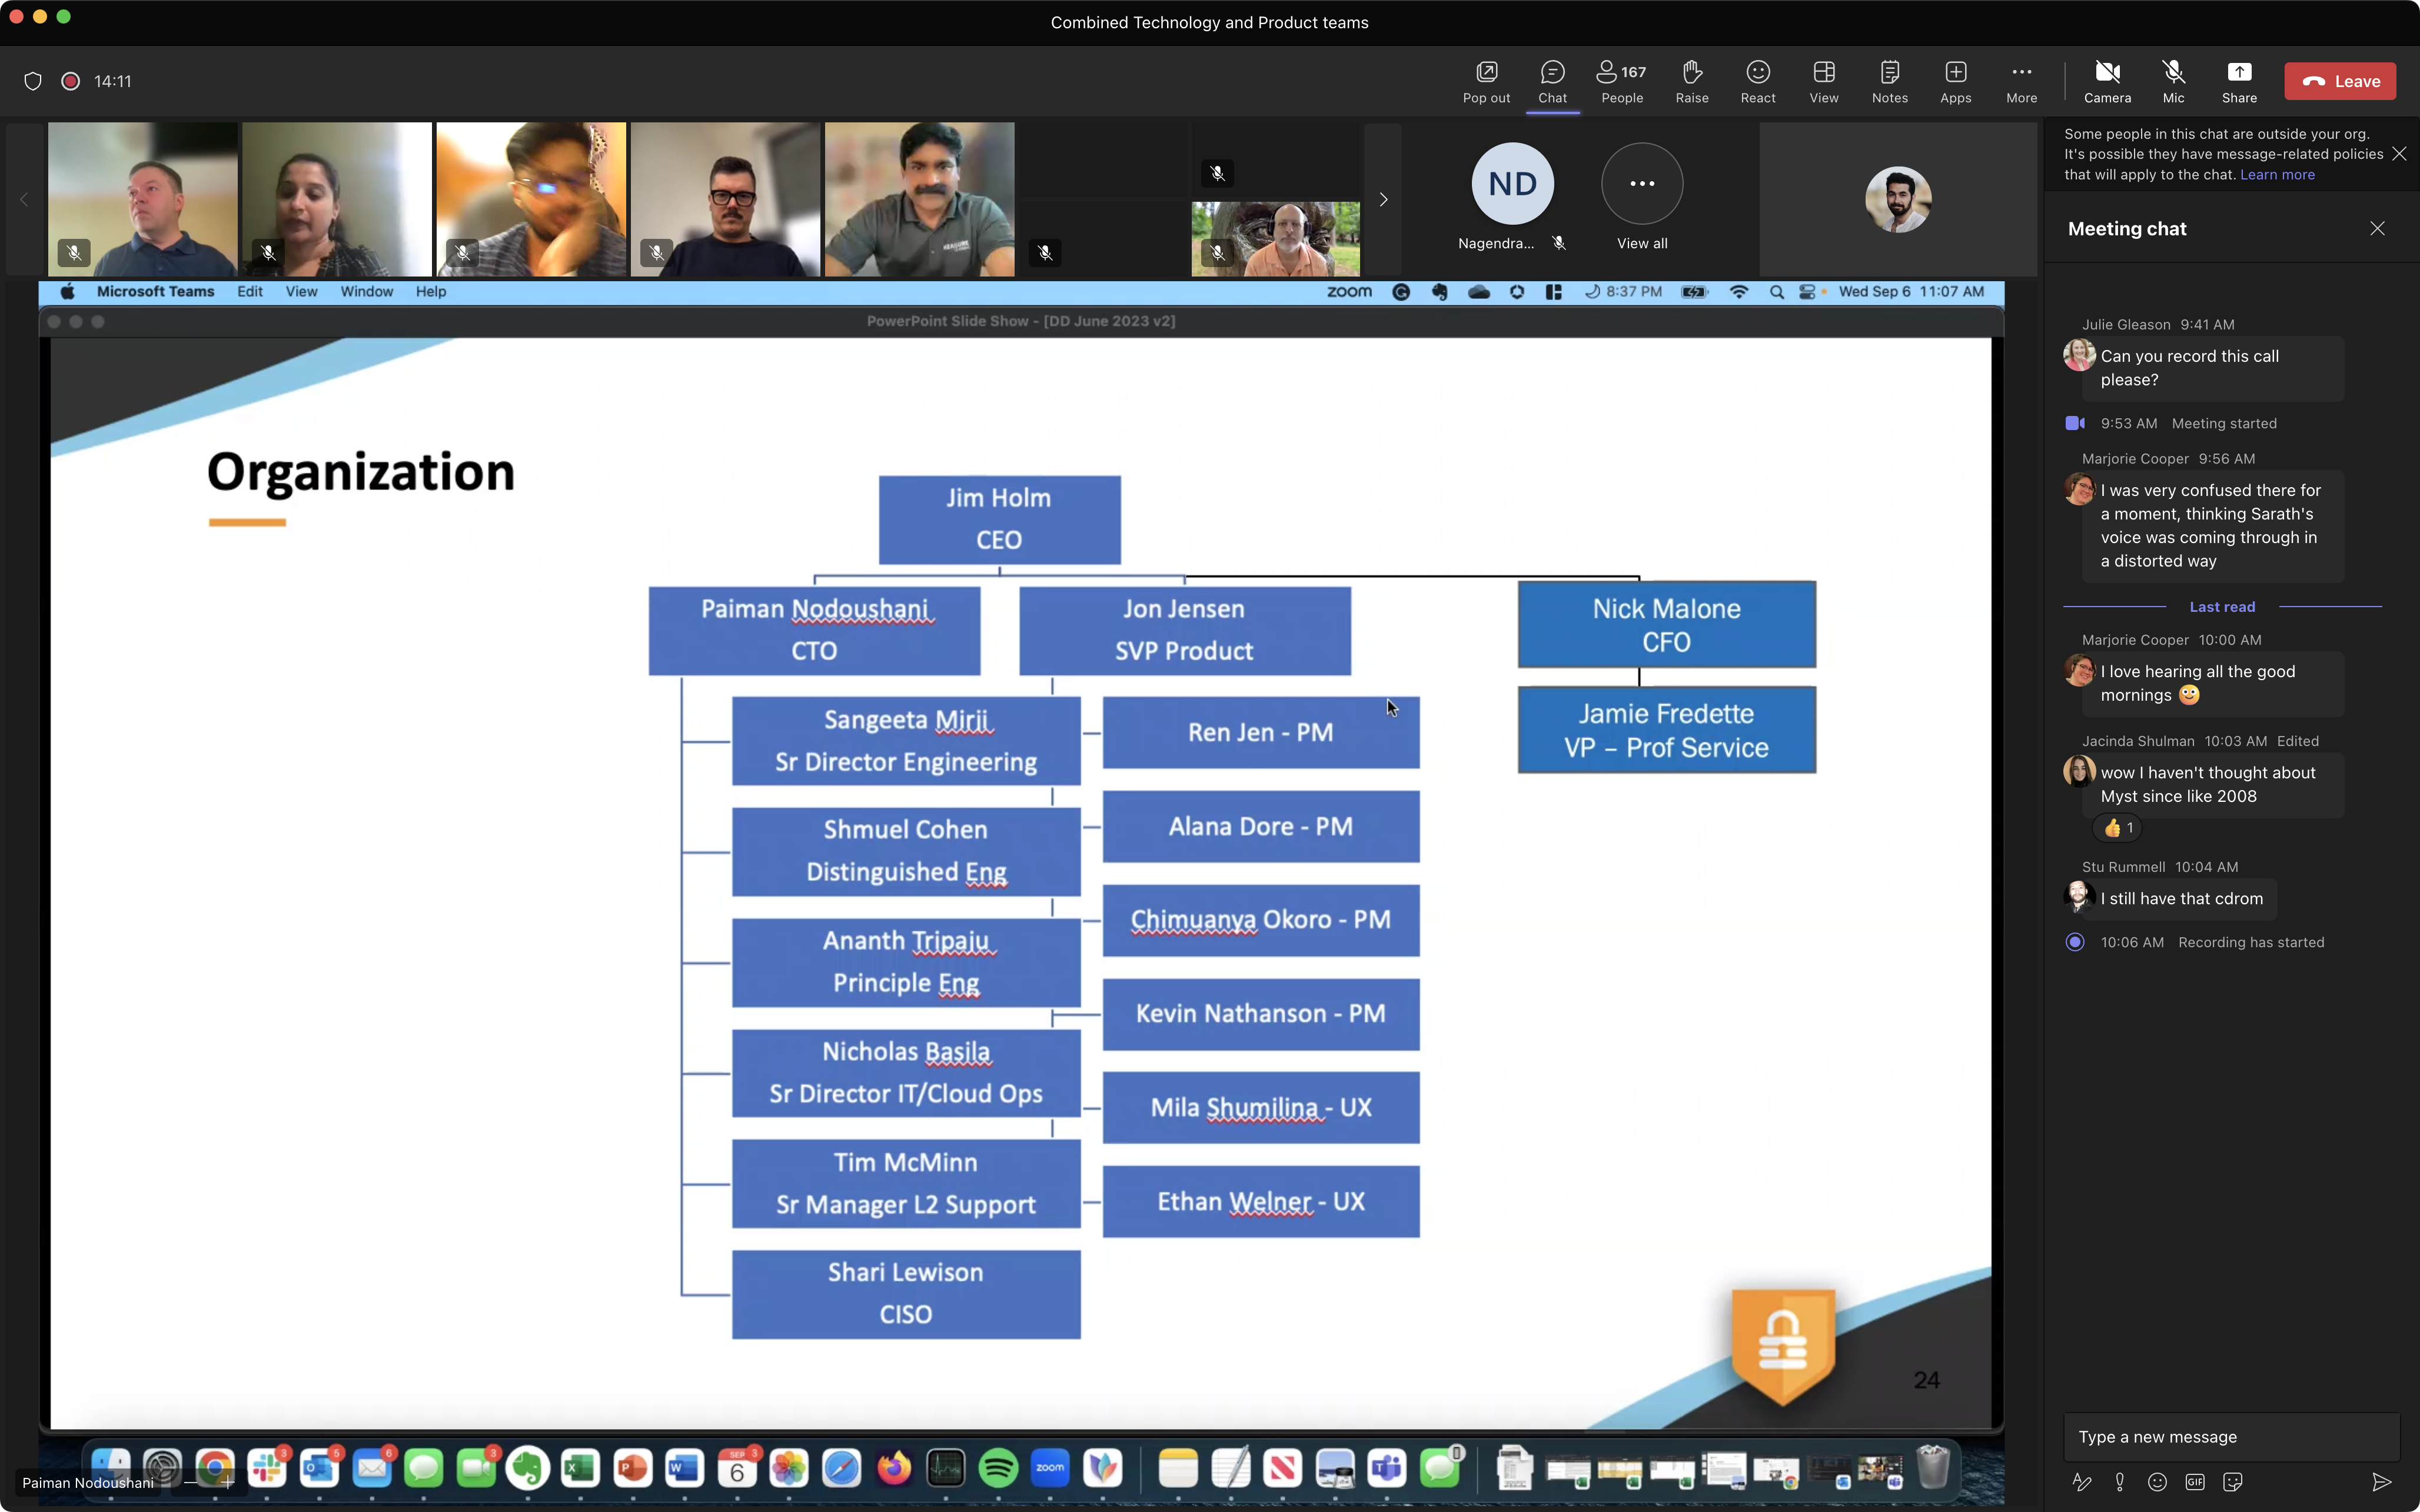 Combined Technology and Product teams
14:11
Pop out
Chat
167
People
Raise
React
View
Notes
Apps
More
Camera
Mic
Share
Leave
ND
Nagendra...
View all
Some people in this chat are outside your org.
It's possible they have message-related policies
that will apply to the chat. Learn more
Microsoft Teams Edit View Window Help
zoom 8:37 PM Wed Sep 6 11:07 AM
PowerPoint Slide Show - [DD June 2023 v2]
Organization
Jim Holm
CEO
Paiman Nodoushani
CTO
Jon Jensen
SVP Product
Nick Malone
CFO
Jamie Fredette
VP – Prof Service
Sangeeta Mirji
Sr Director Engineering
Shmuel Cohen
Distinguished Eng
Ananth Tripaju
Principle Eng
Nicholas Basila
Sr Director IT/Cloud Ops
Tim McMinn
Sr Manager L2 Support
Shari Lewison
CISO
Ren Jen - PM
Alana Dore - PM
Chimuanya Okoro - PM
Kevin Nathanson - PM
Mila Shumilina - UX
Ethan Welner - UX
24
Meeting chat
Julie Gleason 9:41 AM
Can you record this call
please?
9:53 AM Meeting started
Marjorie Cooper 9:56 AM
I was very confused there for
a moment, thinking Sarath's
voice was coming through in
a distorted way
Last read
Marjorie Cooper 10:00 AM
I love hearing all the good
mornings
Jacinda Shulman 10:03 AM Edited
wow I haven't thought about
Myst since like 2008
1
Stu Rummell 10:04 AM
I still have that cdrom
10:06 AM Recording has started
Type a new message
GIF
3
5
6
3
SEP 3
6
zoom
Paiman Nodoushani